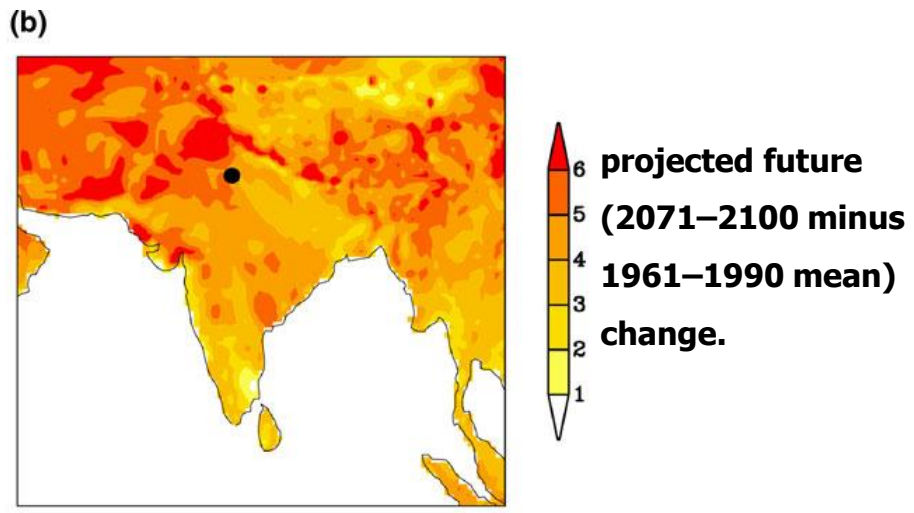 (b)
6
5
4
3
2
1
projected future
(2071–2100 minus
1961–1990 mean)
change.